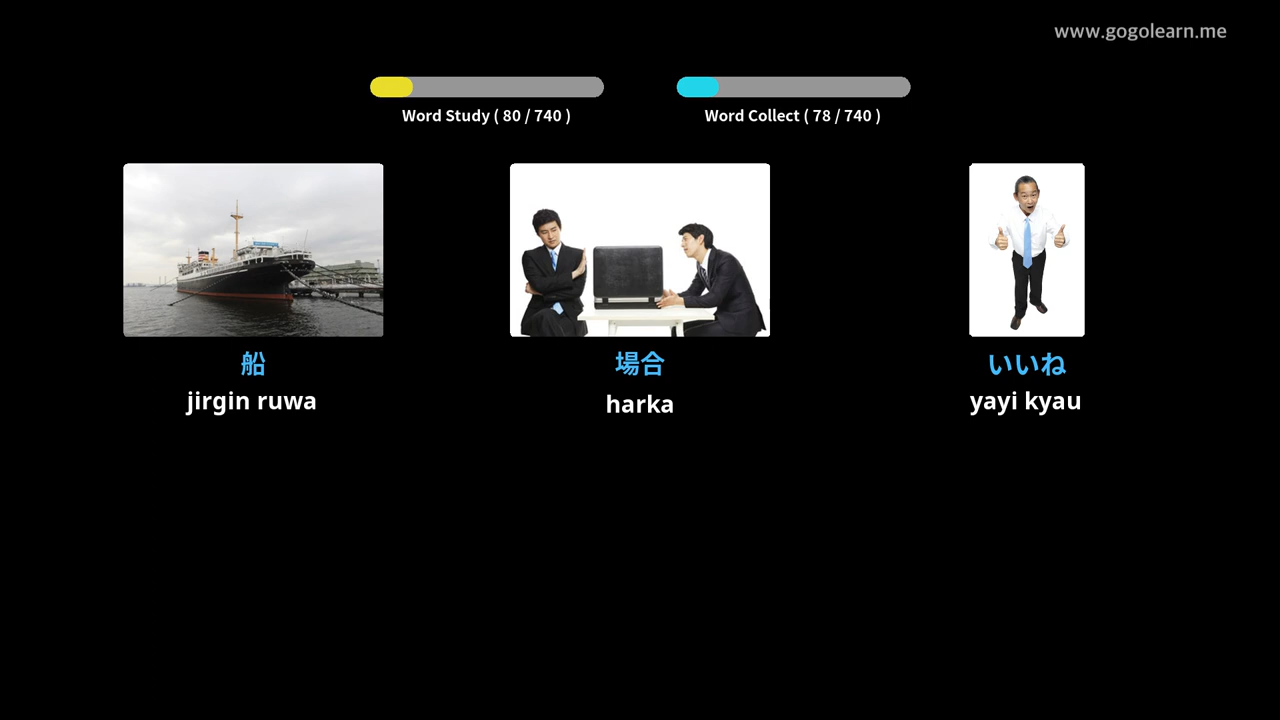 www.gogolearn.me
Word Study ( 80 / 740 )
Word Collect ( 78 / 740 )
船
場合
いいね
jirgin ruwa
harka
yayi kyau